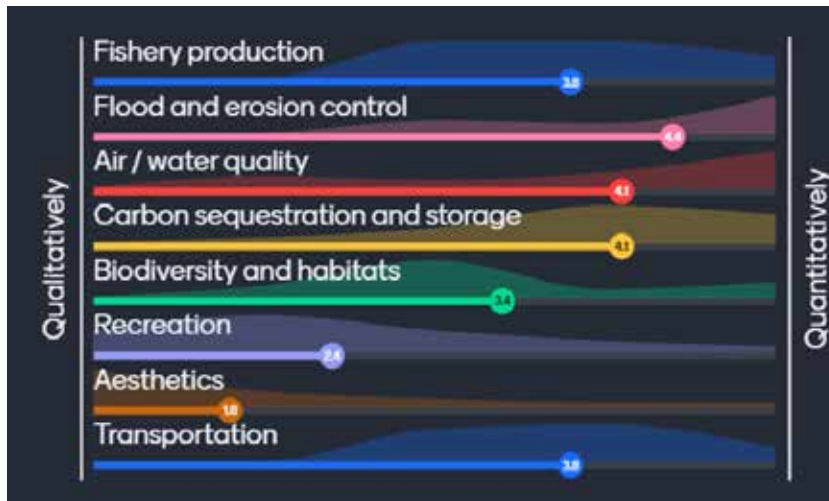 Qualitatively
Fishery production
3.8
Flood and erosion control
4.4
Air / water quality
4.1
Carbon sequestration and storage
4.1
Biodiversity and habitats
3.4
Recreation
2.4
Aesthetics
1.8
Transportation
3.8
Quantitatively